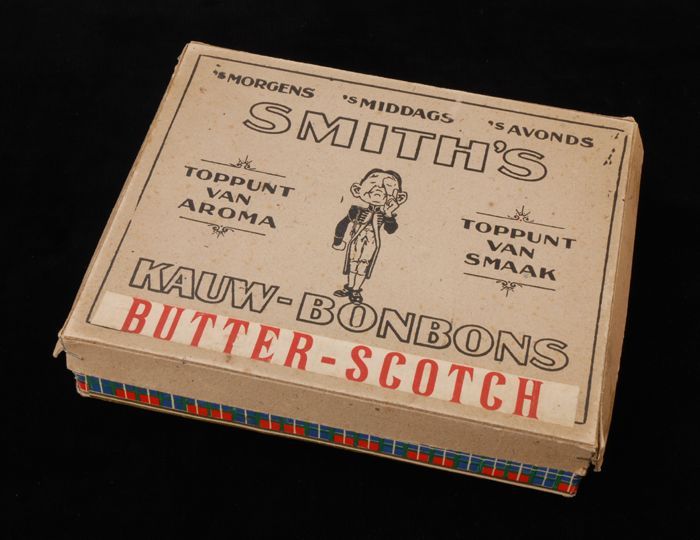 'S MORGENS 'S MIDDAGS 'S AVONDS
SMITH'S
TOPPUNT
VAN
AROMA
TOPPUNT
VAN
SMAAK
KAUW-BONBONS
BUTTER-SCOTCH